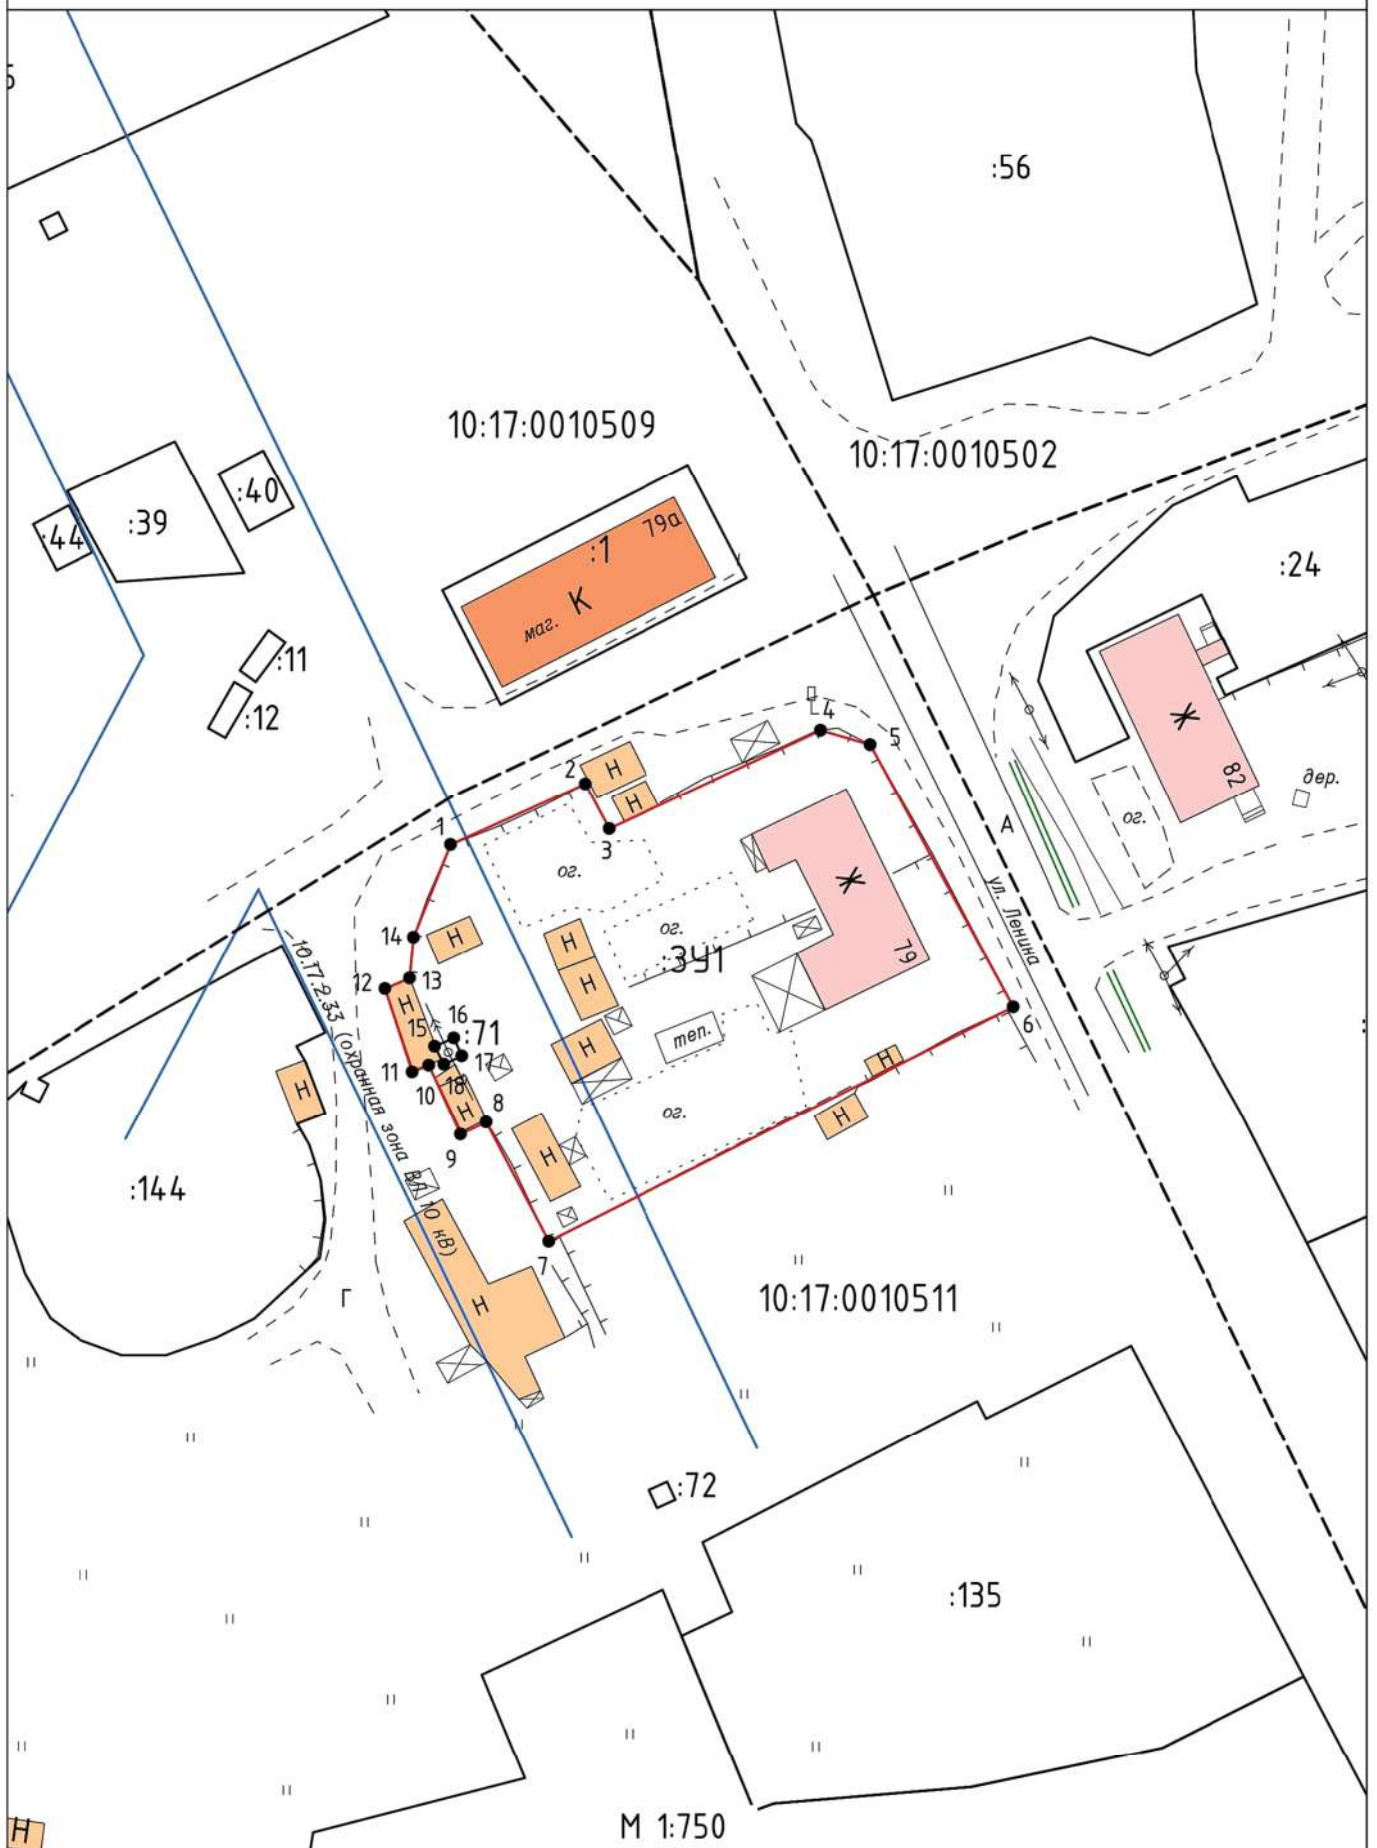 5
:56
10:17:0010509
10:17:0010502
:44
:39
:40
:1
79а
маг. К
:24
:11
:12
4
5
2
Н
Н
3
1
ог.
Ж
82
дер.
ог.
А
Ж
79
ул. Ленина
14
Н
ог.
:ЗУ1
Н
Н
13
12
Н
10.17.2.33 (охранная зона ВЛ 10 кВ)
16
15
:71
17
18
11
10
Н
теп.
6
Н
Н
Н
8
9
Н
ог.
Н
Н
:144
7
Г
Н
10:17:0010511
:72
:135
М 1:750
Н